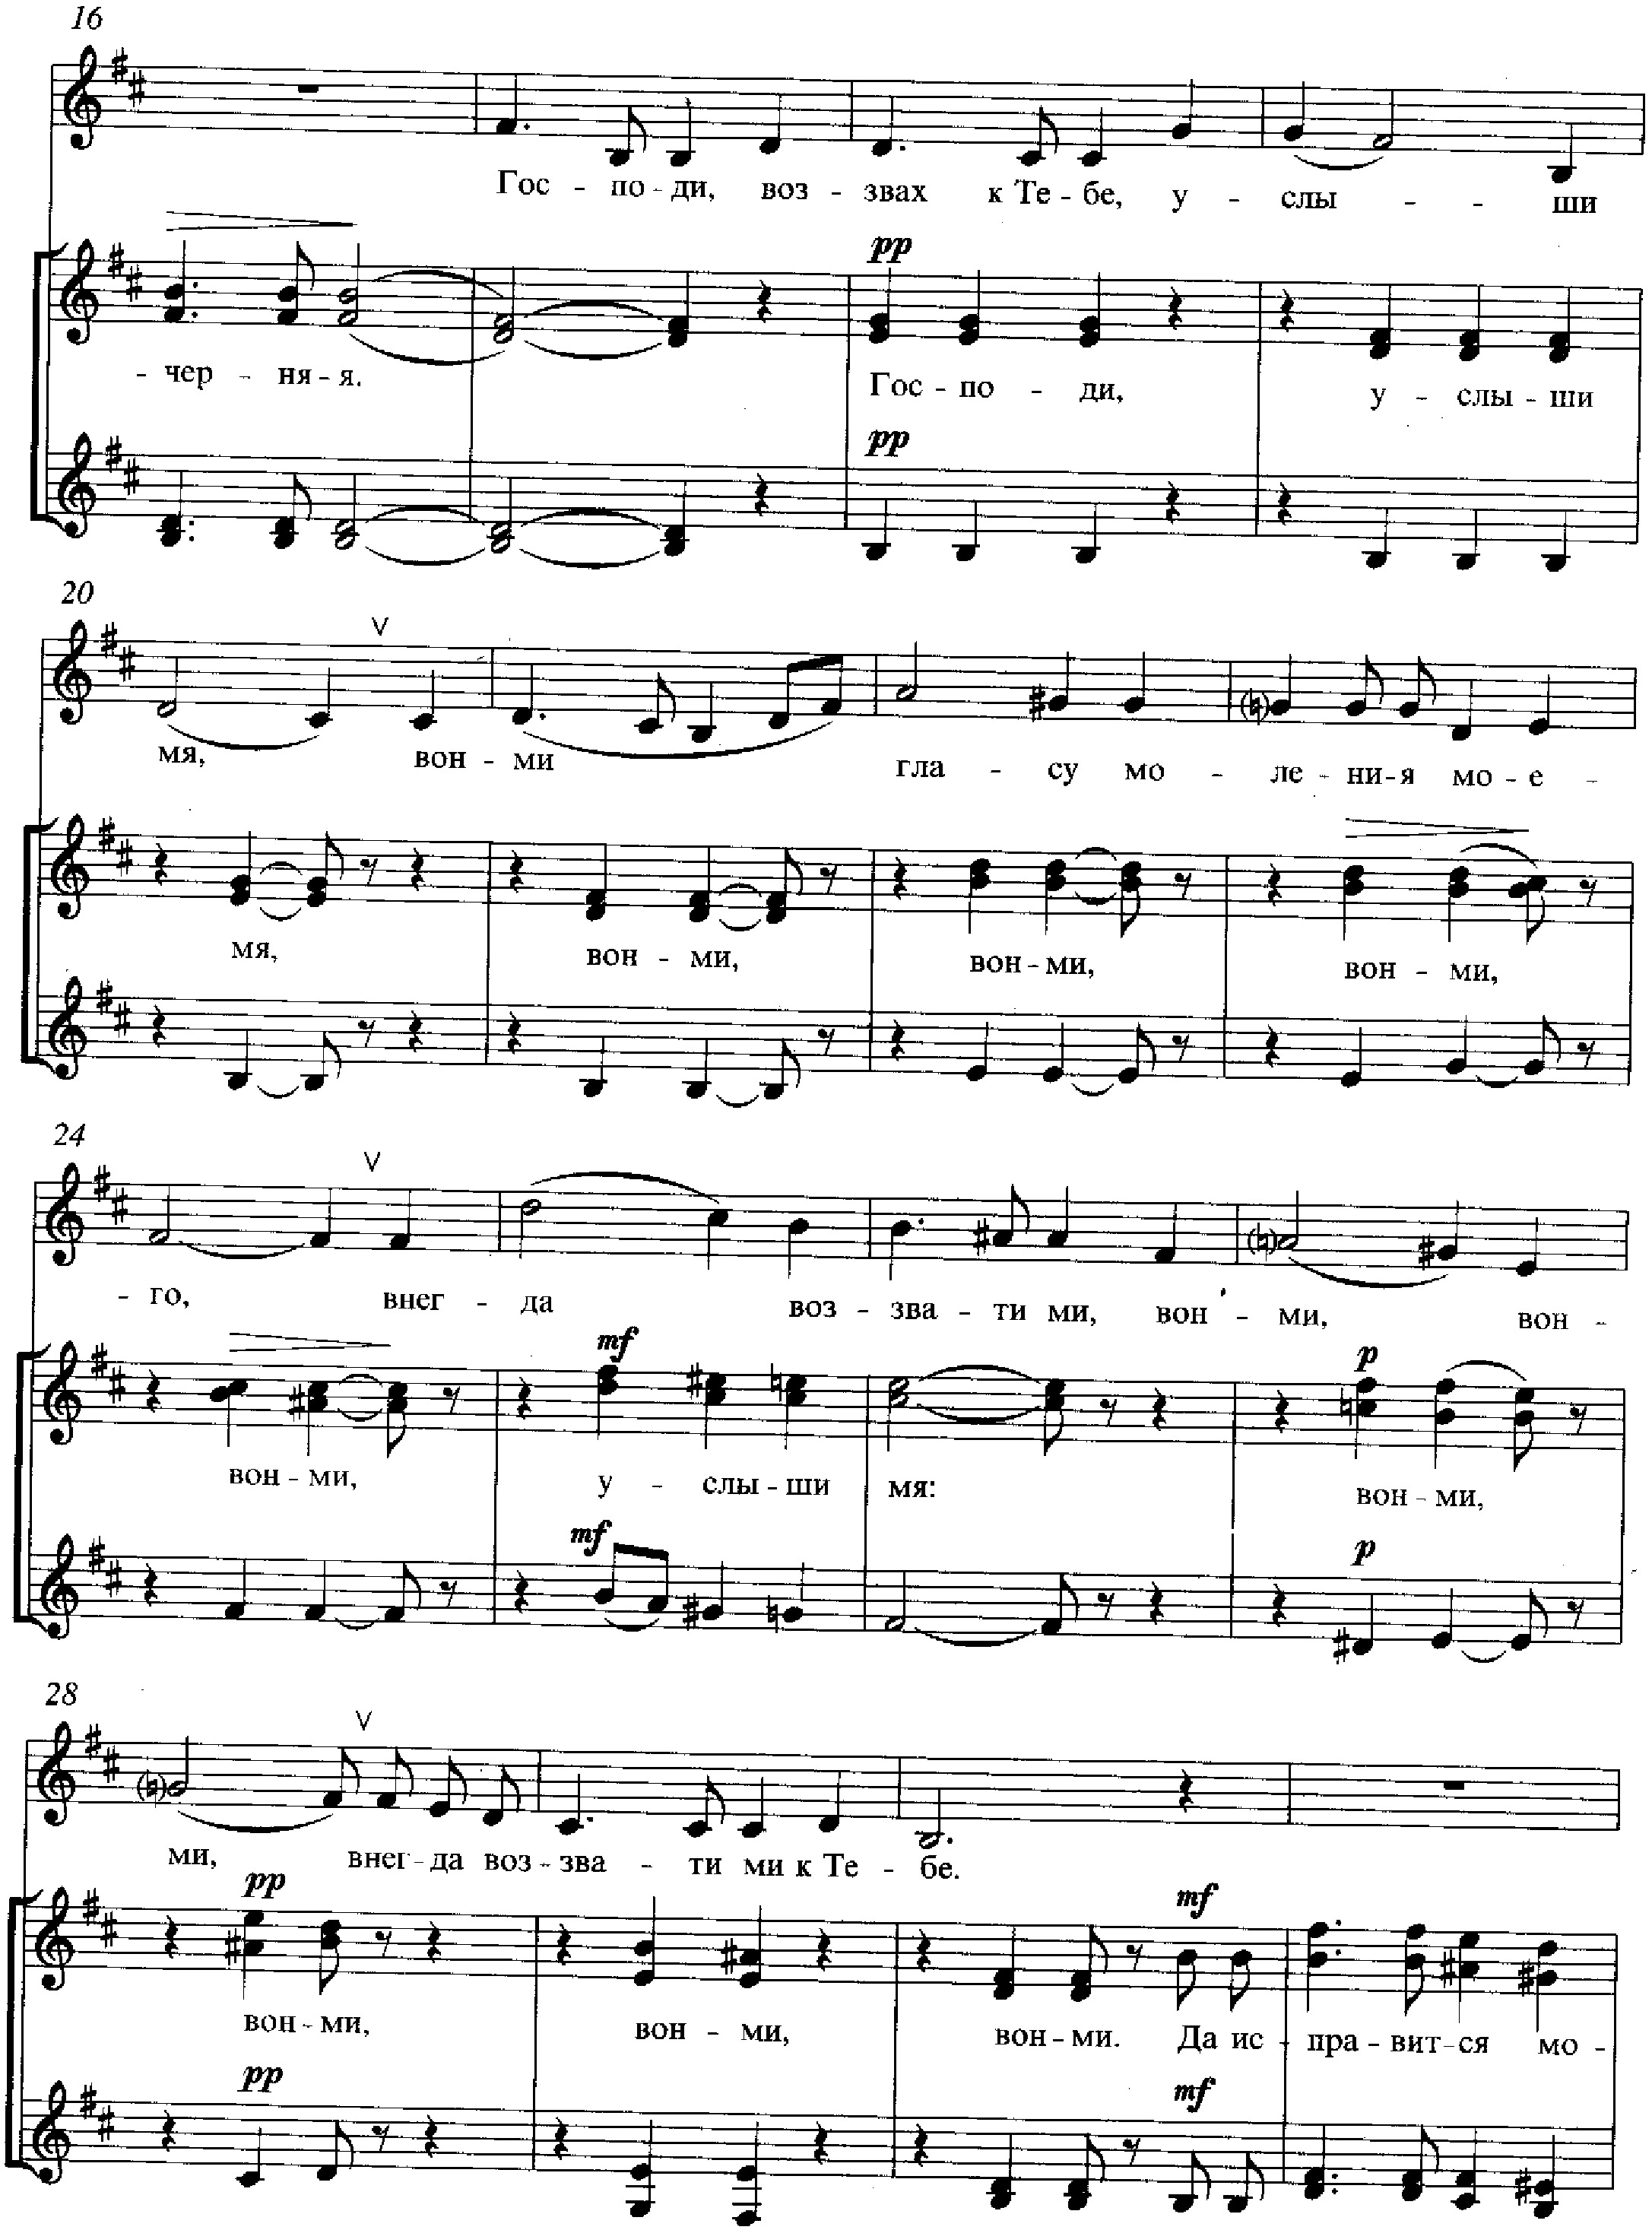 16
Гос - по - ди, воз - звах к Те - бе, у - слы - - ши
pp
- чер - ня - я. Гос - по - ди, у - слы - ши
pp
20
V
мя, вон - ми гла - су мо - ле - ни - я мо - е -
мя, вон - ми, вон - ми, вон - ми,
24
V
- го, внег - да воз - зва - ти ми, вон - ми, вон -
mf p
вон - ми, у - слы - ши мя: вон - ми,
mf p
28
V
ми, внег - да воз - зва - ти ми к Те - бе.
pp mf
вон - ми, вон - ми, вон - ми. Да ис - пра - вит - ся мо -
pp mf